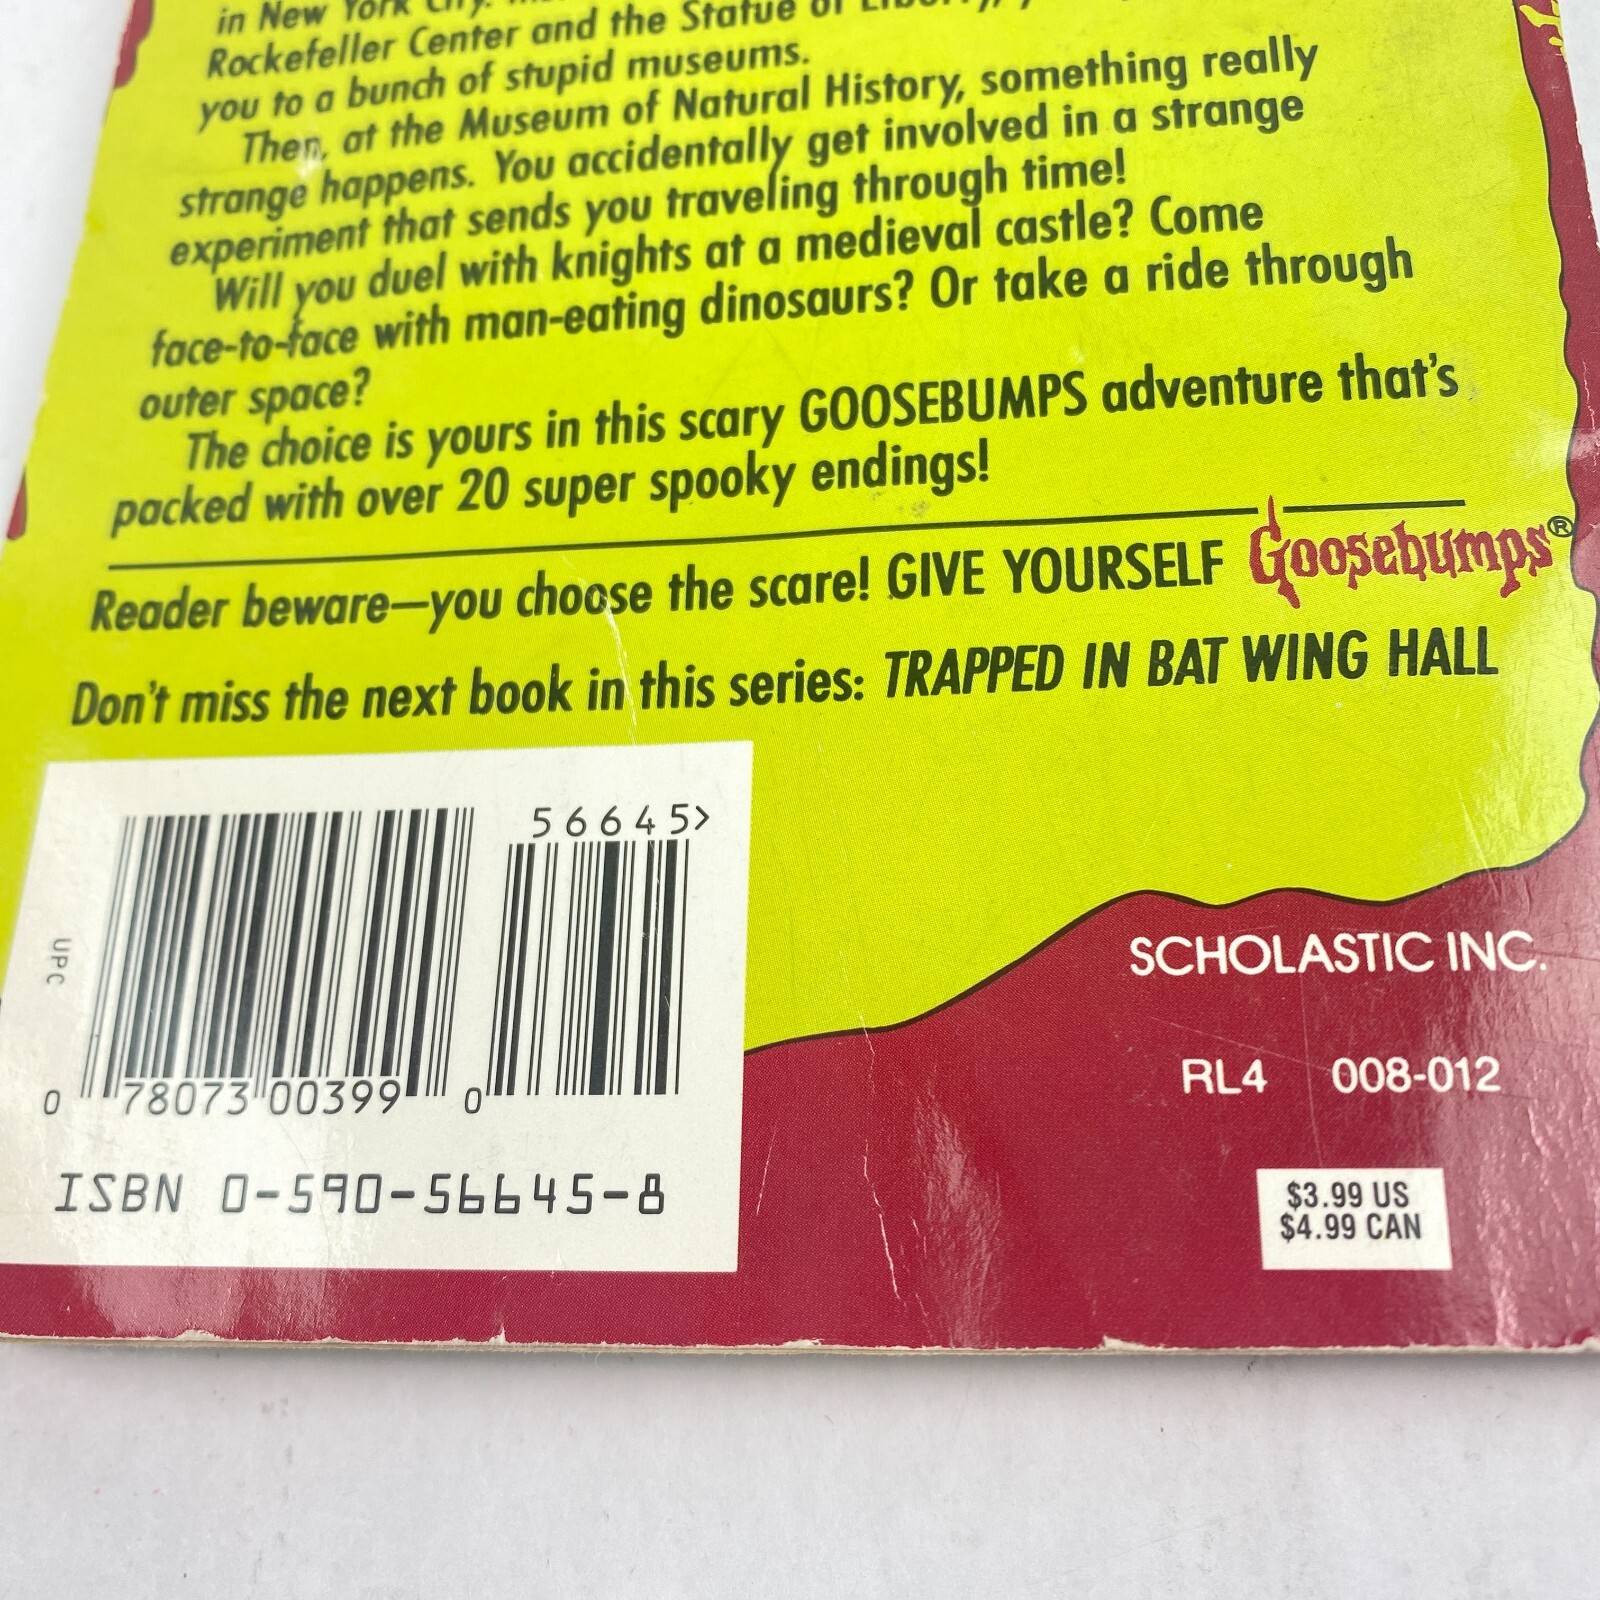 in New York City.
Rockefeller Center and the Statue of Liberty,
you to a bunch of stupid museums.
Then, at the Museum of Natural History, something really
strange happens. You accidentally get involved in a strange
experiment that sends you traveling through time!
Will you duel with knights at a medieval castle? Come
face-to-face with man-eating dinosaurs? Or take a ride through
outer space?
The choice is yours in this scary GOOSEBUMPS adventure that's
packed with over 20 super spooky endings!
Reader beware—you choose the scare! GIVE YOURSELF Goosebumps®
Don't miss the next book in this series: TRAPPED IN BAT WING HALL
56645>
UPC
0 78073 00399 0
ISBN 0-590-56645-8
SCHOLASTIC INC.
RL4 008-012
$3.99 US
$4.99 CAN